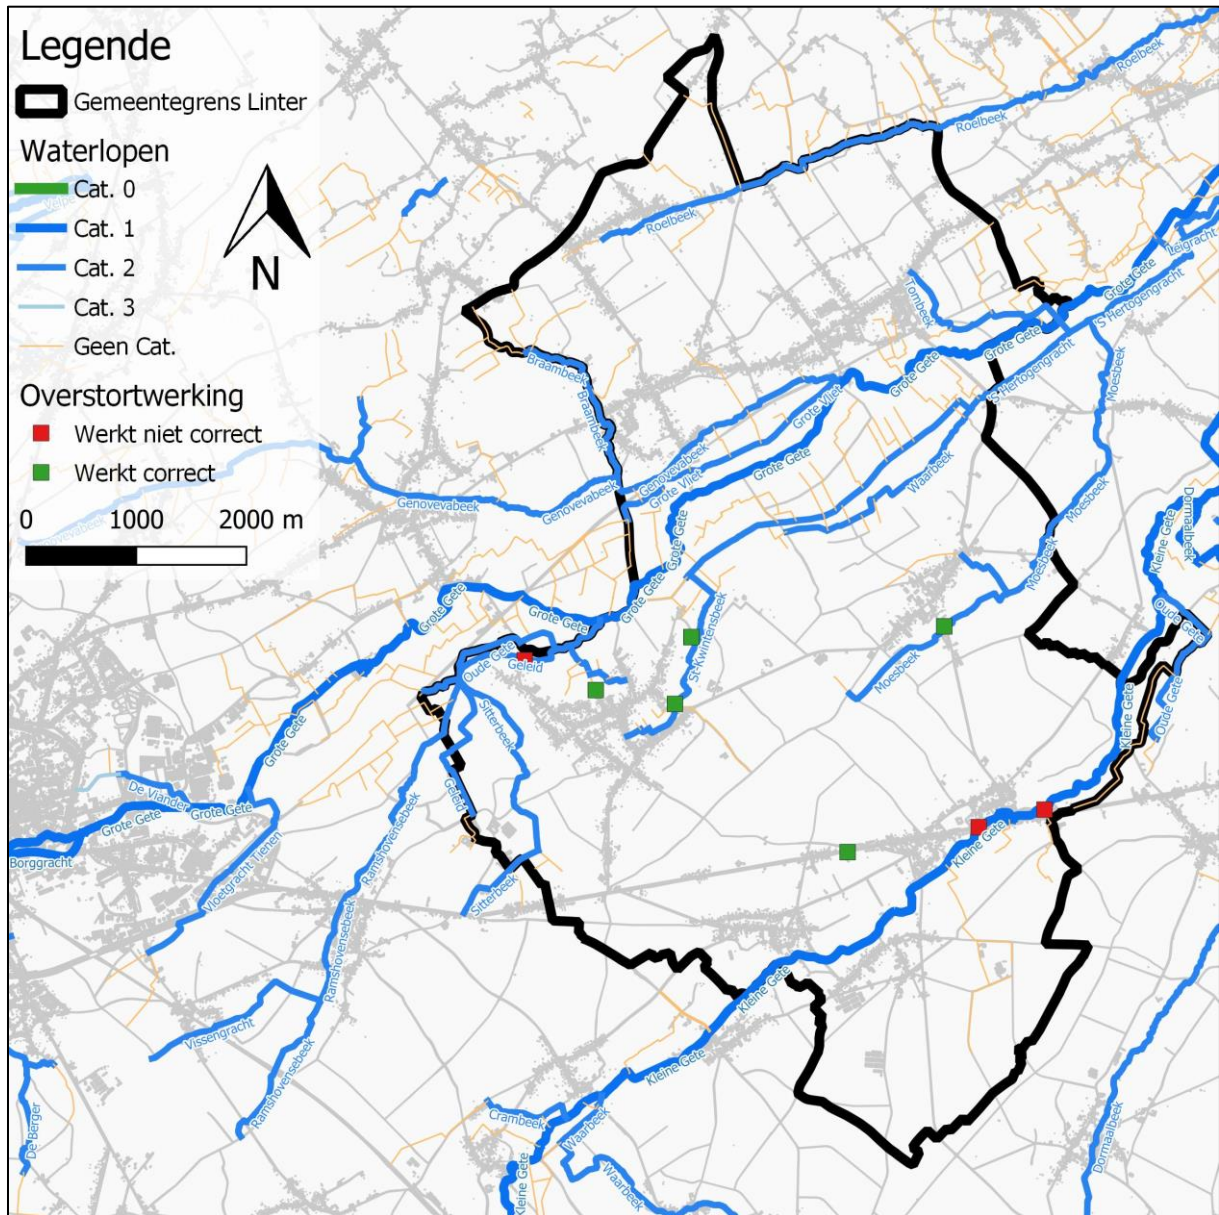 Legende
Gemeentegrens Linter
Waterlopen
Cat. 0
Cat. 1
Cat. 2
Cat. 3
Geen Cat.
Overstortwerking
Werkt niet correct
Werkt correct
0 1000 2000 m
N
Roelbeek
Roelbeek
Roelbeek
Leigracht
Grote Gete
'S Hertogengracht
Tombeek
Grote Gete
Grote Gete
'S Hertogengracht
Moesbeek
Braambeek
Braambeek
Grote Vliet
Genovevabeek
Grote Vliet
Grote Gete
Waarbeek
Genovevabeek
Genovevabeek
Moesbeek
Dormaalbeek
Kleine Gete
Grote Gete
Moesbeek
Grote Gete
Grote Gete
Grote Gete
Oude Gete
St-Kwintensbeek
Oude Gete
Geleid
Moesbeek
Kleine Gete
Oude Gete
Sitterbeek
Grote Gete
Geleid
De Viander
Grote Gete
Grote Gete
Borggracht
Vloetgracht Tienen
Ramshovensebeek
Sitterbeek
Kleine Gete
Ramshovensebeek
Kleine Gete
Vissengracht
Kleine Gete
Ramshovensebeek
Crambeek
Waarbeek
Waarbeek
De Berger
Kleine Gete
Dormaalbeek